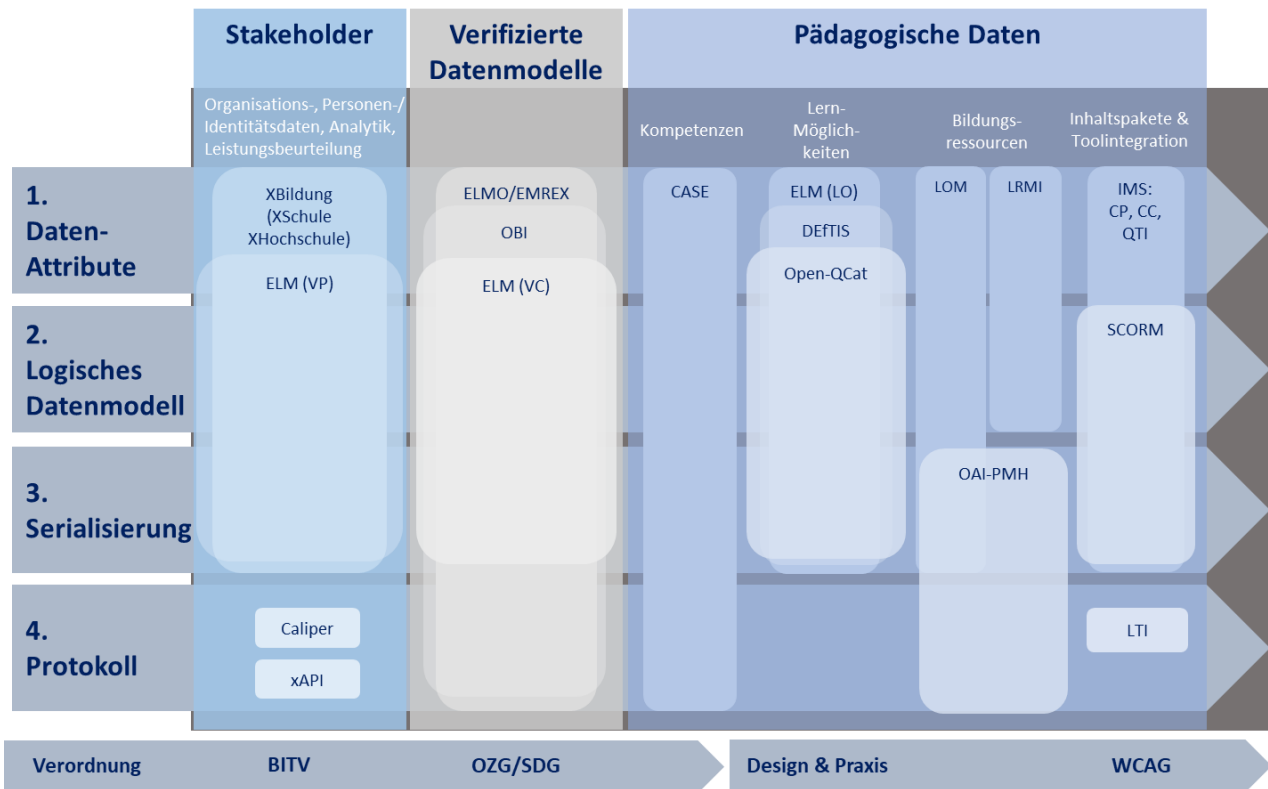 Stakeholder
Verifizierte
Datenmodelle
Pädagogische Daten
Organisations-, Personen-/
Identitätsdaten, Analytik,
Leistungsbeurteilung
Kompetenzen
Lern-
Möglich-
keiten
Bildungs-
ressourcen
Inhaltspakete &
Toolintegration
1.
Daten-
Attribute
XBildung
(XSchule
XHochschule)
ELM (VP)
ELMO/EMREX
OBI
ELM (VC)
CASE
ELM (LO)
DEfTIS
Open-QCat
LOM
LRMI
IMS:
CP, CC,
QTI
2.
Logisches
Datenmodell
SCORM
3.
Serialisierung
OAI-PMH
4.
Protokoll
Caliper
xAPI
LTI
Verordnung
BITV
OZG/SDG
Design & Praxis
WCAG